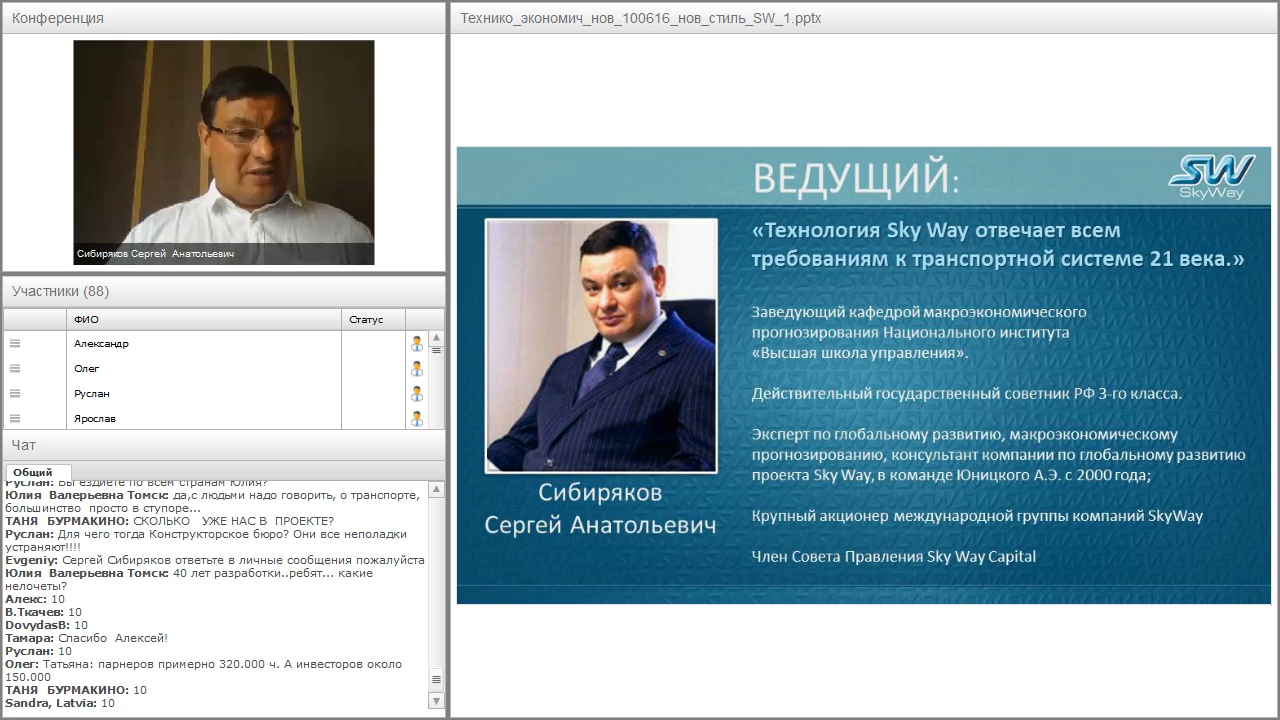 Конференция
Сибиряков Сергей Анатольевич
Участники (88)
ФИО Статус
Александр
Олег
Руслан
Ярослав
Чат
Общий
Руслан: Вы ездиете по всем странам Юлия?
Юлия Валерьевна Томск: да,с людьми надо говорить, о транспорте,
большинство просто в ступоре...
ТАНЯ БУРМАКИНО: СКОЛЬКО УЖЕ НАС В ПРОЕКТЕ?
Руслан: Для чего тогда Конструкторское бюро? Они все неполадки
устраняют!!!!
Evgeniy: Сергей Сибиряков ответьте в личные сообщения пожалуйста
Юлия Валерьевна Томск: 40 лет разработки..ребят... какие
нелочеты?
Алекс: 10
В.Ткачев: 10
DovydasB: 10
Тамара: Спасибо Алексей!
Руслан: 10
Олег: Татьяна: парнеров примерно 320.000 ч. А инвесторов около
150.000
ТАНЯ БУРМАКИНО: 10
Sandra, Latvia: 10
Технико_экономич_нов_100616_нов_стиль_SW_1.pptx
ВЕДУЩИЙ:
SW
SkyWay
«Технология Sky Way отвечает всем
требованиям к транспортной системе 21 века.»
Заведующий кафедрой макроэкономического
прогнозирования Национального института
«Высшая школа управления».
Действительный государственный советник РФ 3-го класса.
Эксперт по глобальному развитию, макроэкономическому
прогнозированию, консультант компании по глобальному развитию
проекта Sky Way, в команде Юницкого А.Э. с 2000 года;
Крупный акционер международной группы компаний SkyWay
Член Совета Правления Sky Way Capital
Сибиряков
Сергей Анатольевич